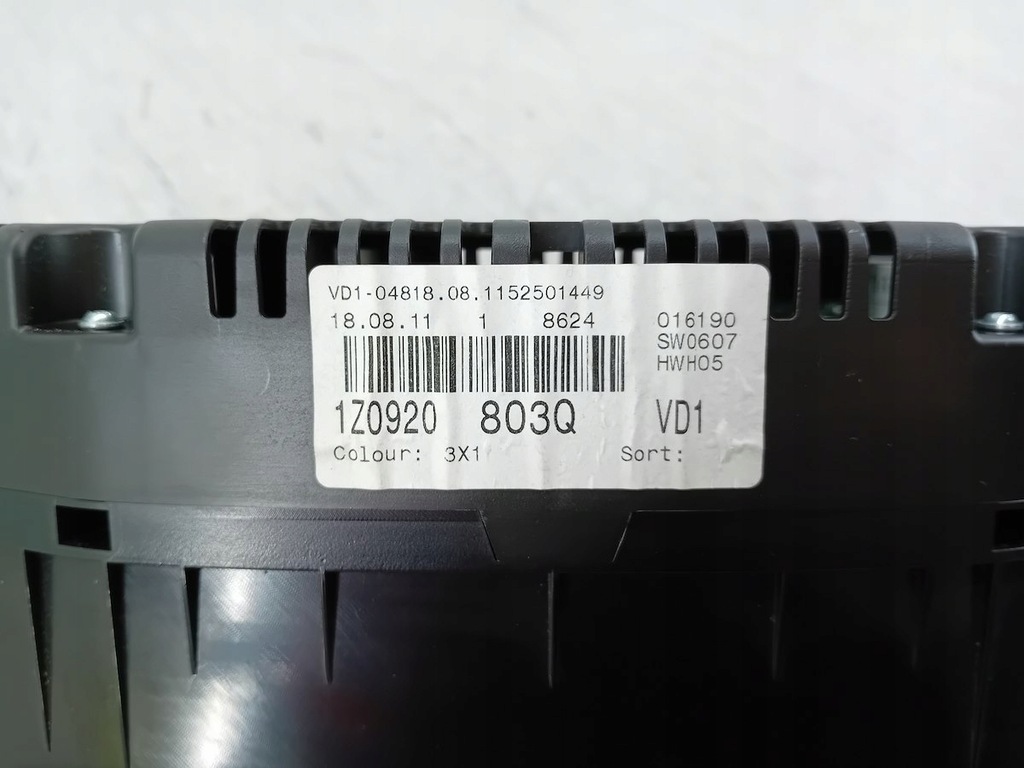 VD1-04818.08.1152501449
18.08.11 1 8624 016190
SW0607
HWH05
1Z0920 803Q VD1
Colour: 3X1 Sort: